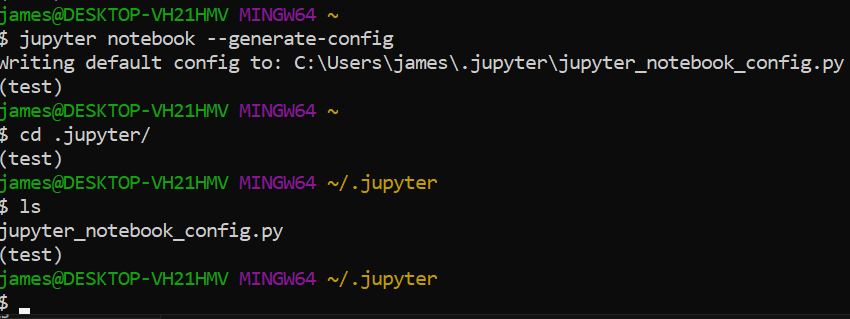 james@DESKTOP-VH21HMV MINGW64 ~
$ jupyter notebook --generate-config
Writing default config to: C:\Users\james\.jupyter\jupyter_notebook_config.py
(test)
james@DESKTOP-VH21HMV MINGW64 ~
$ cd .jupyter/
(test)
james@DESKTOP-VH21HMV MINGW64 ~/.jupyter
$ ls
jupyter_notebook_config.py
(test)
james@DESKTOP-VH21HMV MINGW64 ~/.jupyter
$